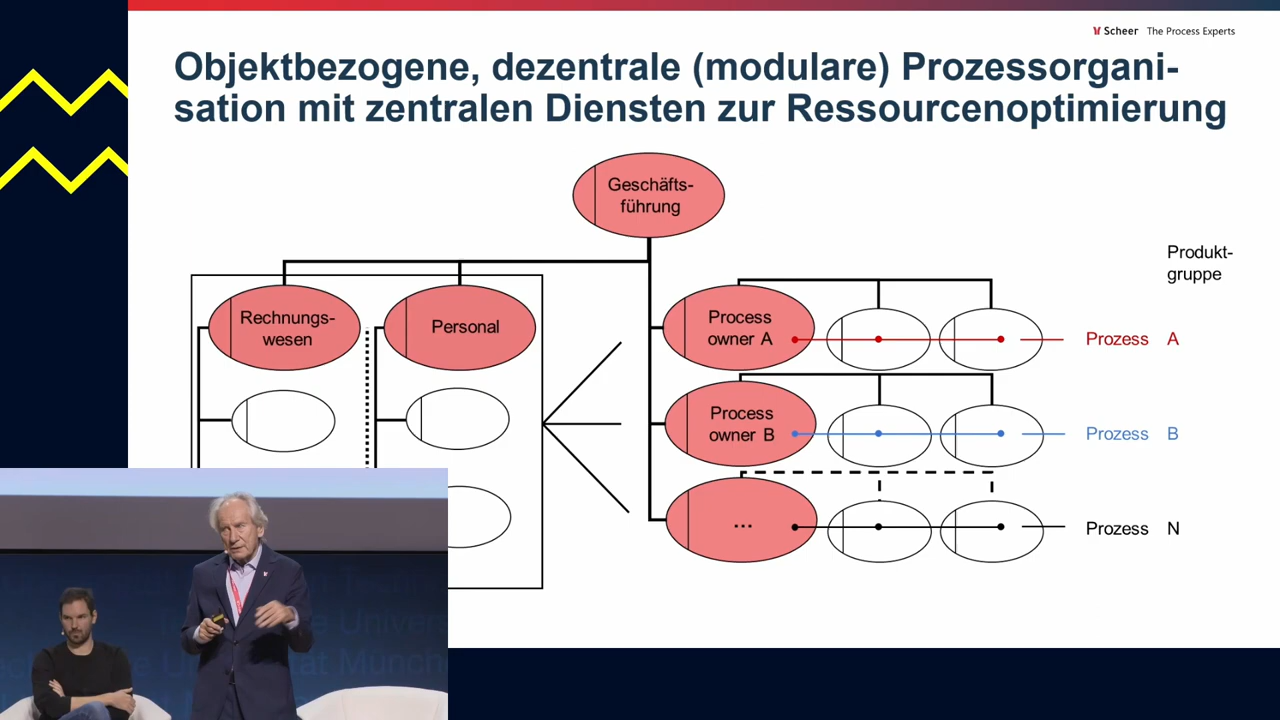 Scheer The Process Experts
Objektbezogene, dezentrale (modulare) Prozessorgani-
sation mit zentralen Diensten zur Ressourcenoptimierung
Geschäfts-
führung
Produkt-
gruppe
Rechnungs-
wesen
Personal
Process
owner A
Prozess A
Process
owner B
Prozess B
...
Prozess N